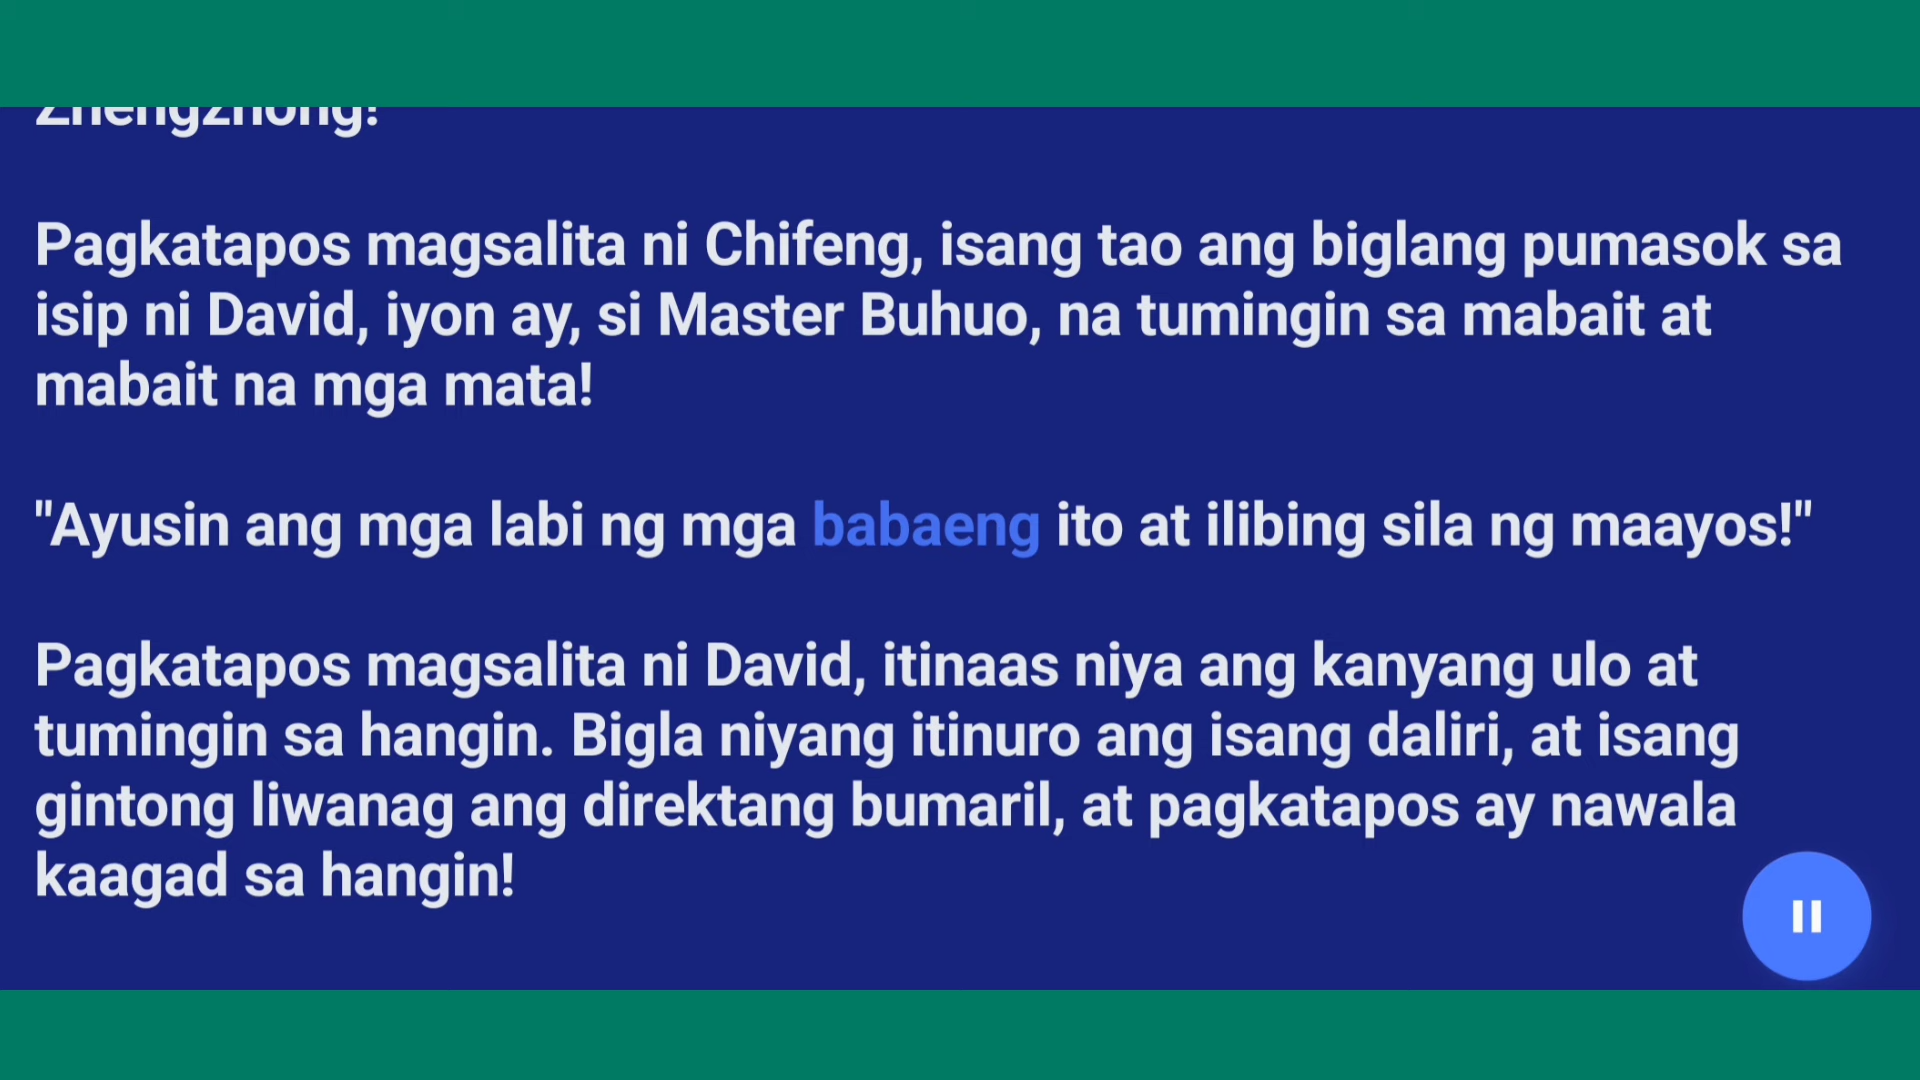 Zhengzhong!
Pagkatapos magsalita ni Chifeng, isang tao ang biglang pumasok sa
isip ni David, iyon ay, si Master Buhuo, na tumingin sa mabait at
mabait na mga mata!
"Ayusin ang mga labi ng mga babaeng ito at ilibing sila ng maayos!"
Pagkatapos magsalita ni David, itinaas niya ang kanyang ulo at
tumingin sa hangin. Bigla niyang itinuro ang isang daliri, at isang
gintong liwanag ang direktang bumaril, at pagkatapos ay nawala
kaagad sa hangin!